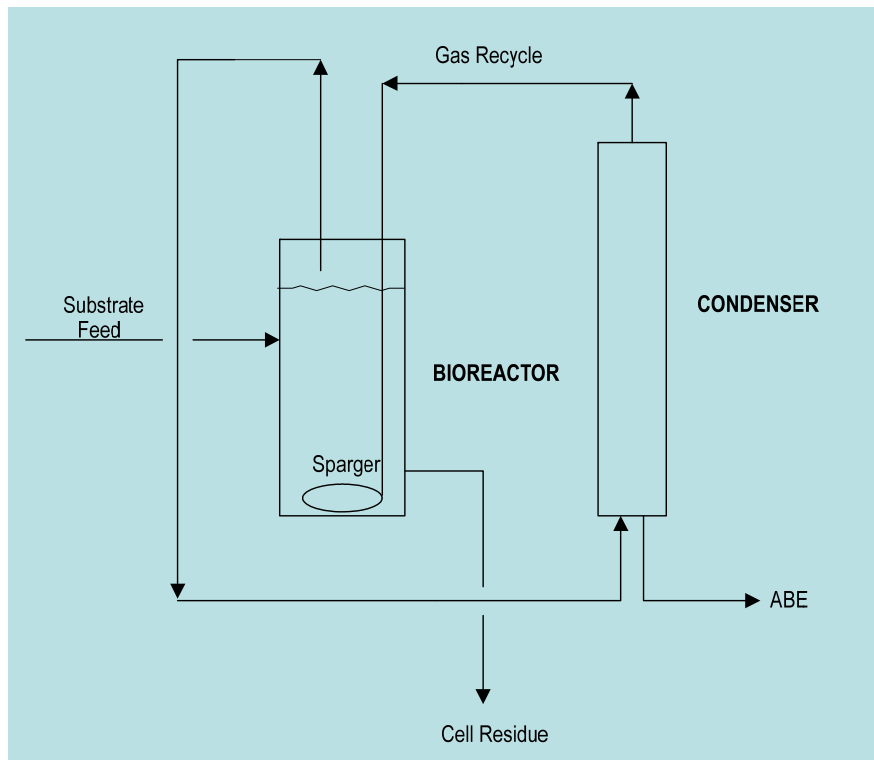 Gas Recycle
Substrate
Feed
CONDENSER
BIOREACTOR
Sparger
ABE
Cell Residue